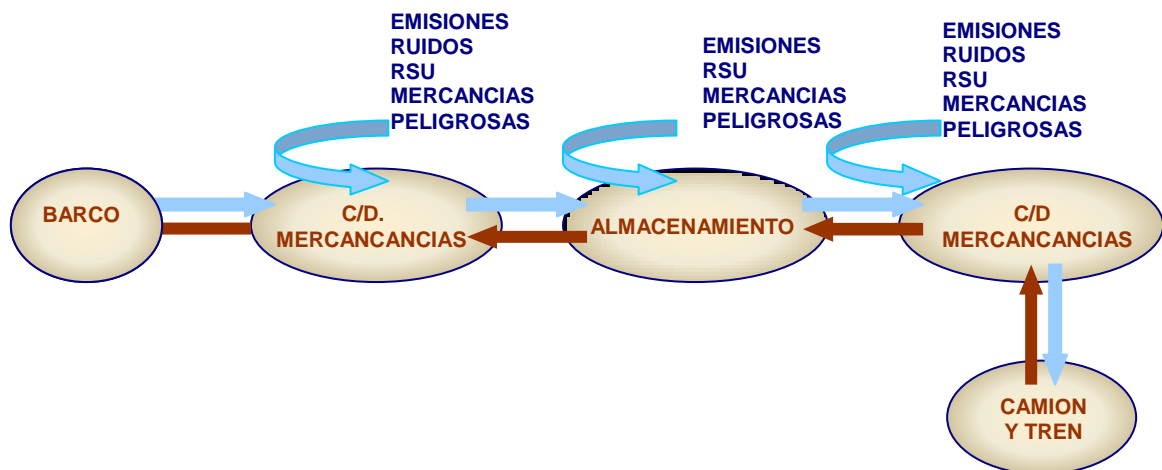 EMISIONES
RUIDOS
RSU
MERCANCIAS
PELIGROSAS
EMISIONES
RSU
MERCANCIAS
PELIGROSAS
EMISIONES
RUIDOS
RSU
MERCANCIAS
PELIGROSAS
BARCO
C/D.
MERCANCANCIAS
ALMACENAMIENTO
C/D
MERCANCANCIAS
CAMION
Y TREN